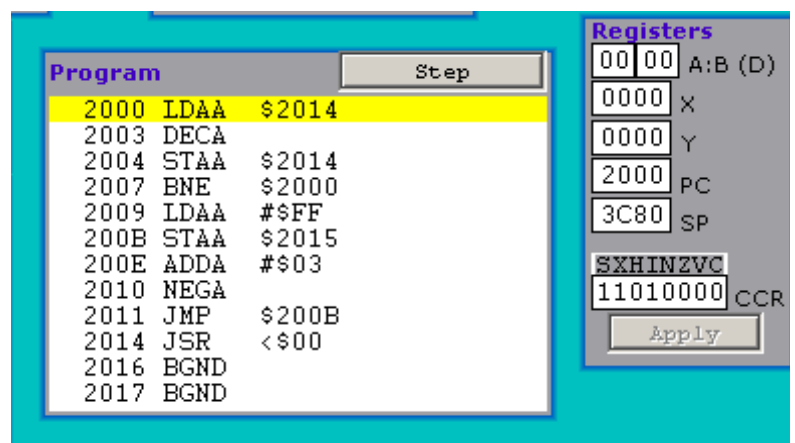 Program
Step
2000 LDAA $2014
2003 DECA
2004 STAA $2014
2007 BNE $2000
2009 LDAA #$FF
200B STAA $2015
200E ADDA #$03
2010 NEGA
2011 JMP $200B
2014 JSR <$00
2016 BGND
2017 BGND
Registers
00 00 A:B (D)
0000 X
0000 Y
2000 PC
3C80 SP
SXHINZVC
11010000 CCR
Apply